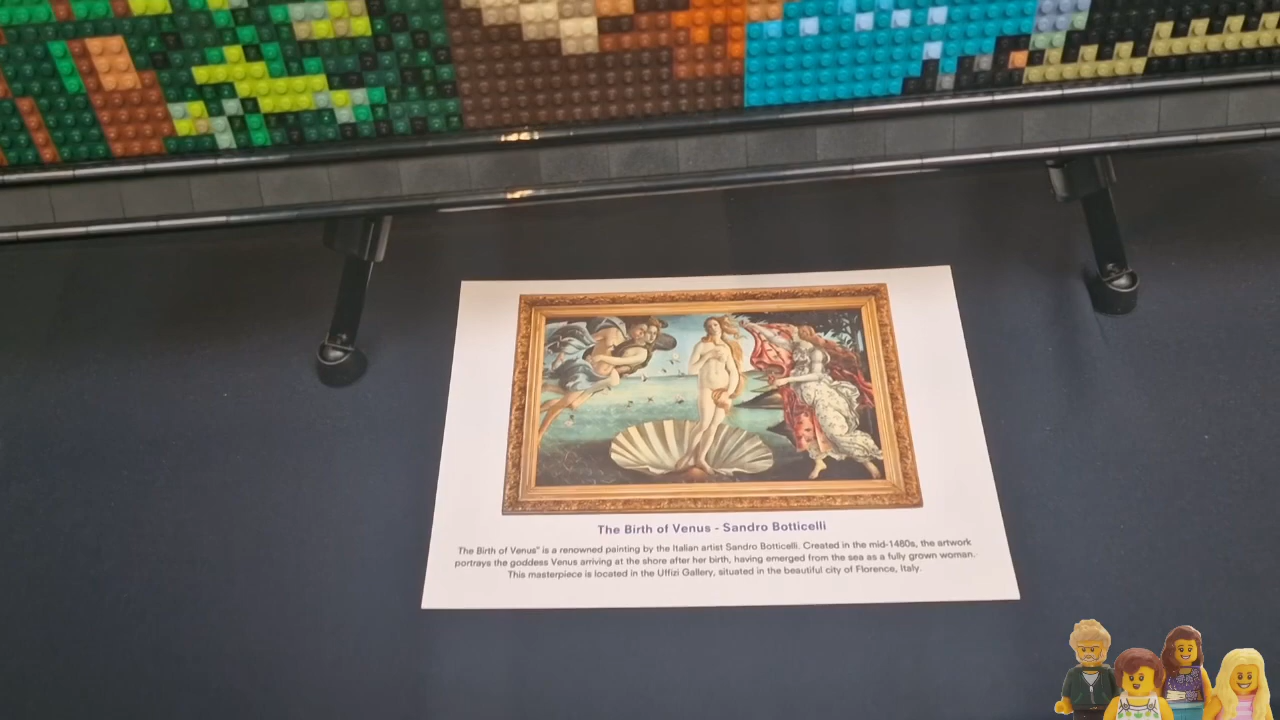 The Birth of Venus - Sandro Botticelli
The Birth of Venus" is a renowned painting by the Italian artist Sandro Botticelli. Created in the mid-1480s, the artwork
portrays the goddess Venus arriving at the shore after her birth, having emerged from the sea as a fully grown woman.
This masterpiece is located in the Uffizi Gallery, situated in the beautiful city of Florence, Italy.